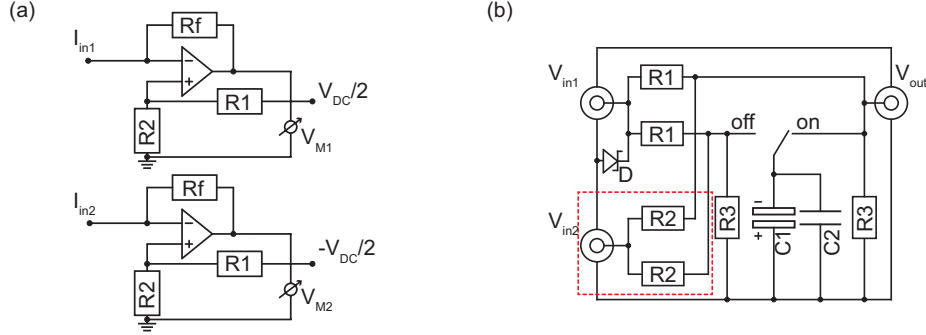 (a)
I_in1
Rf
−
+
R1
V_DC/2
R2
V_M1
I_in2
Rf
−
+
R1
-V_DC/2
R2
V_M2
(b)
V_in1
R1
V_out
R1
off
on
D
V_in2
R2
R2
R3
−
+
C1
C2
R3